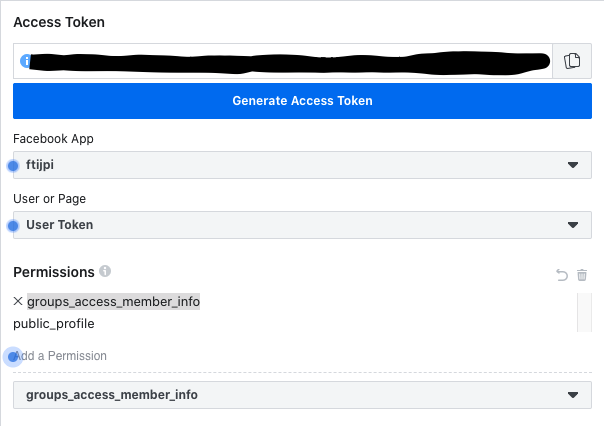 Access Token
Generate Access Token
Facebook App
ftijpi
User or Page
User Token
Permissions
groups_access_member_info
public_profile
Add a Permission
groups_access_member_info